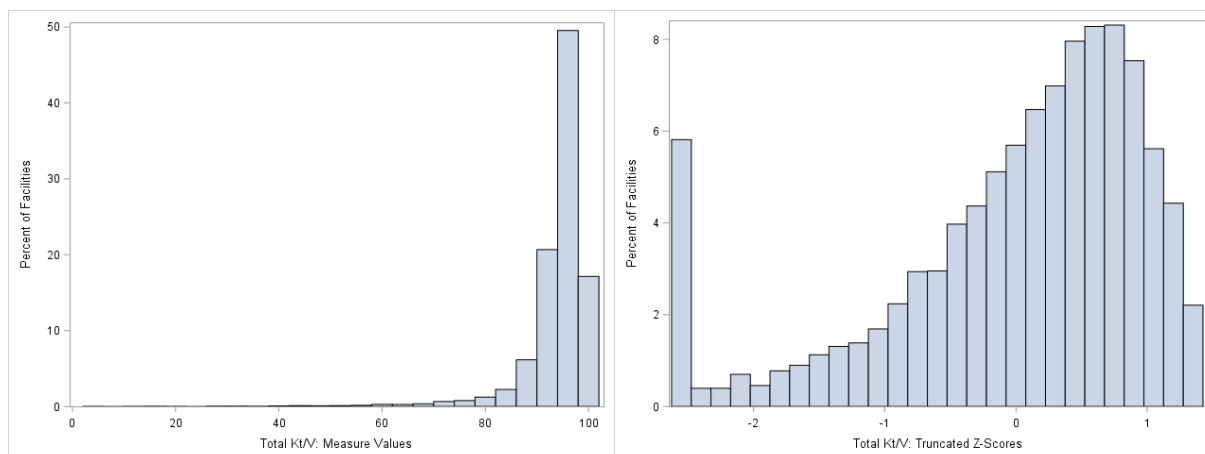 50
40
30
20
10
0
Percent of Facilities
0 20 40 60 80 100
Total Kt/V: Measure Values
8
6
4
2
0
Percent of Facilities
-2 -1 0 1
Total Kt/V: Truncated Z-Scores